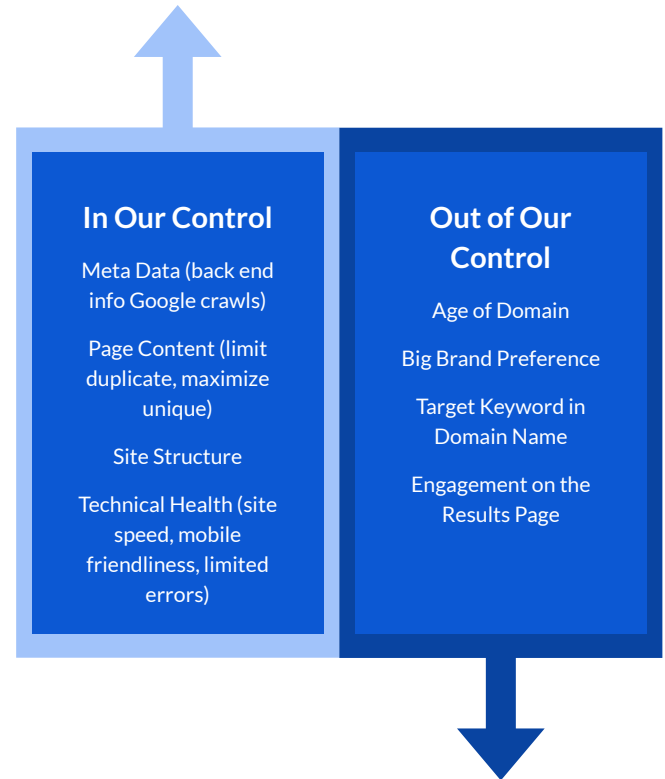 In Our Control
Meta Data (back end
info Google crawls)
Page Content (limit
duplicate, maximize
unique)
Site Structure
Technical Health (site
speed, mobile
friendliness, limited
errors)
Out of Our
Control
Age of Domain
Big Brand Preference
Target Keyword in
Domain Name
Engagement on the
Results Page